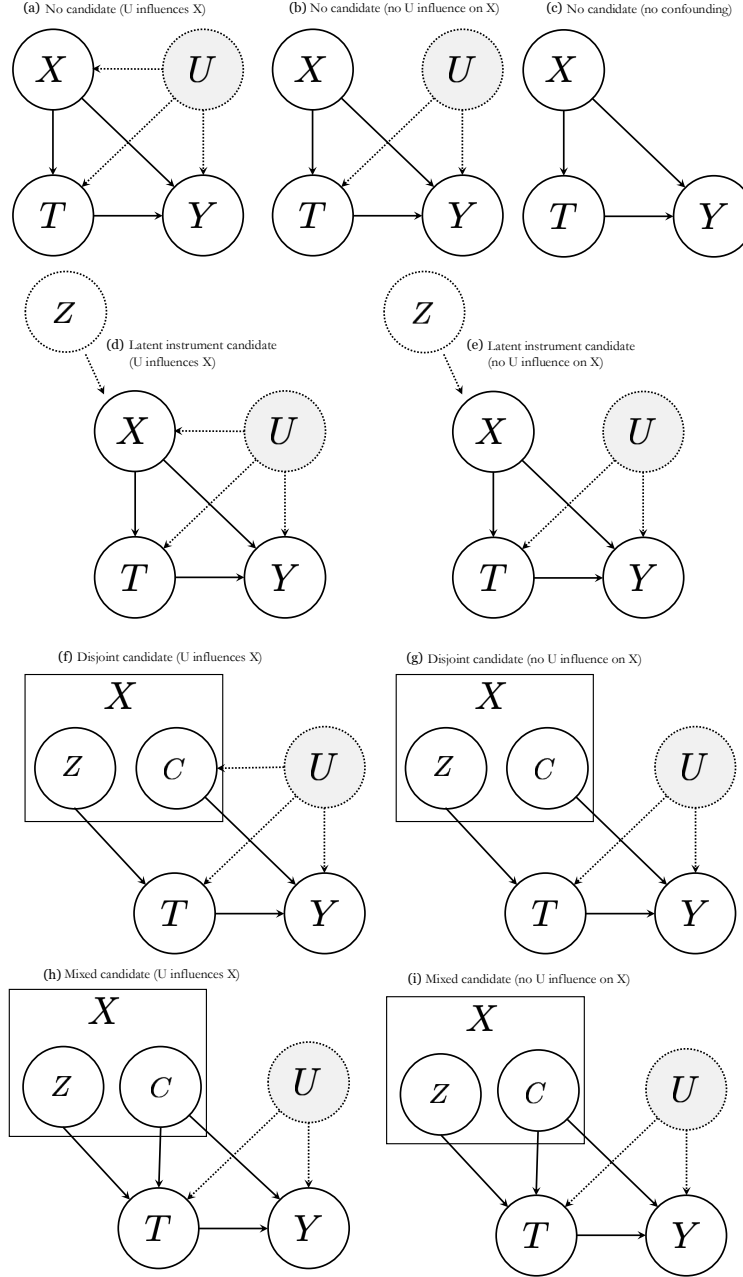 (a) No candidate (U influences X)
(b) No candidate (no U influence on X)
(c) No candidate (no confounding)
X U X U X
T Y T Y T Y
Z Z
(d) Latent instrument candidate
(U influences X)
(e) Latent instrument candidate
(no U influence on X)
X U X U
T Y T Y
(f) Disjoint candidate (U influences X)
(g) Disjoint candidate (no U influence on X)
X X
Z C U Z C U
T Y T Y
(h) Mixed candidate (U influences X)
(i) Mixed candidate (no U influence on X)
X X
Z C U Z C U
T Y T Y